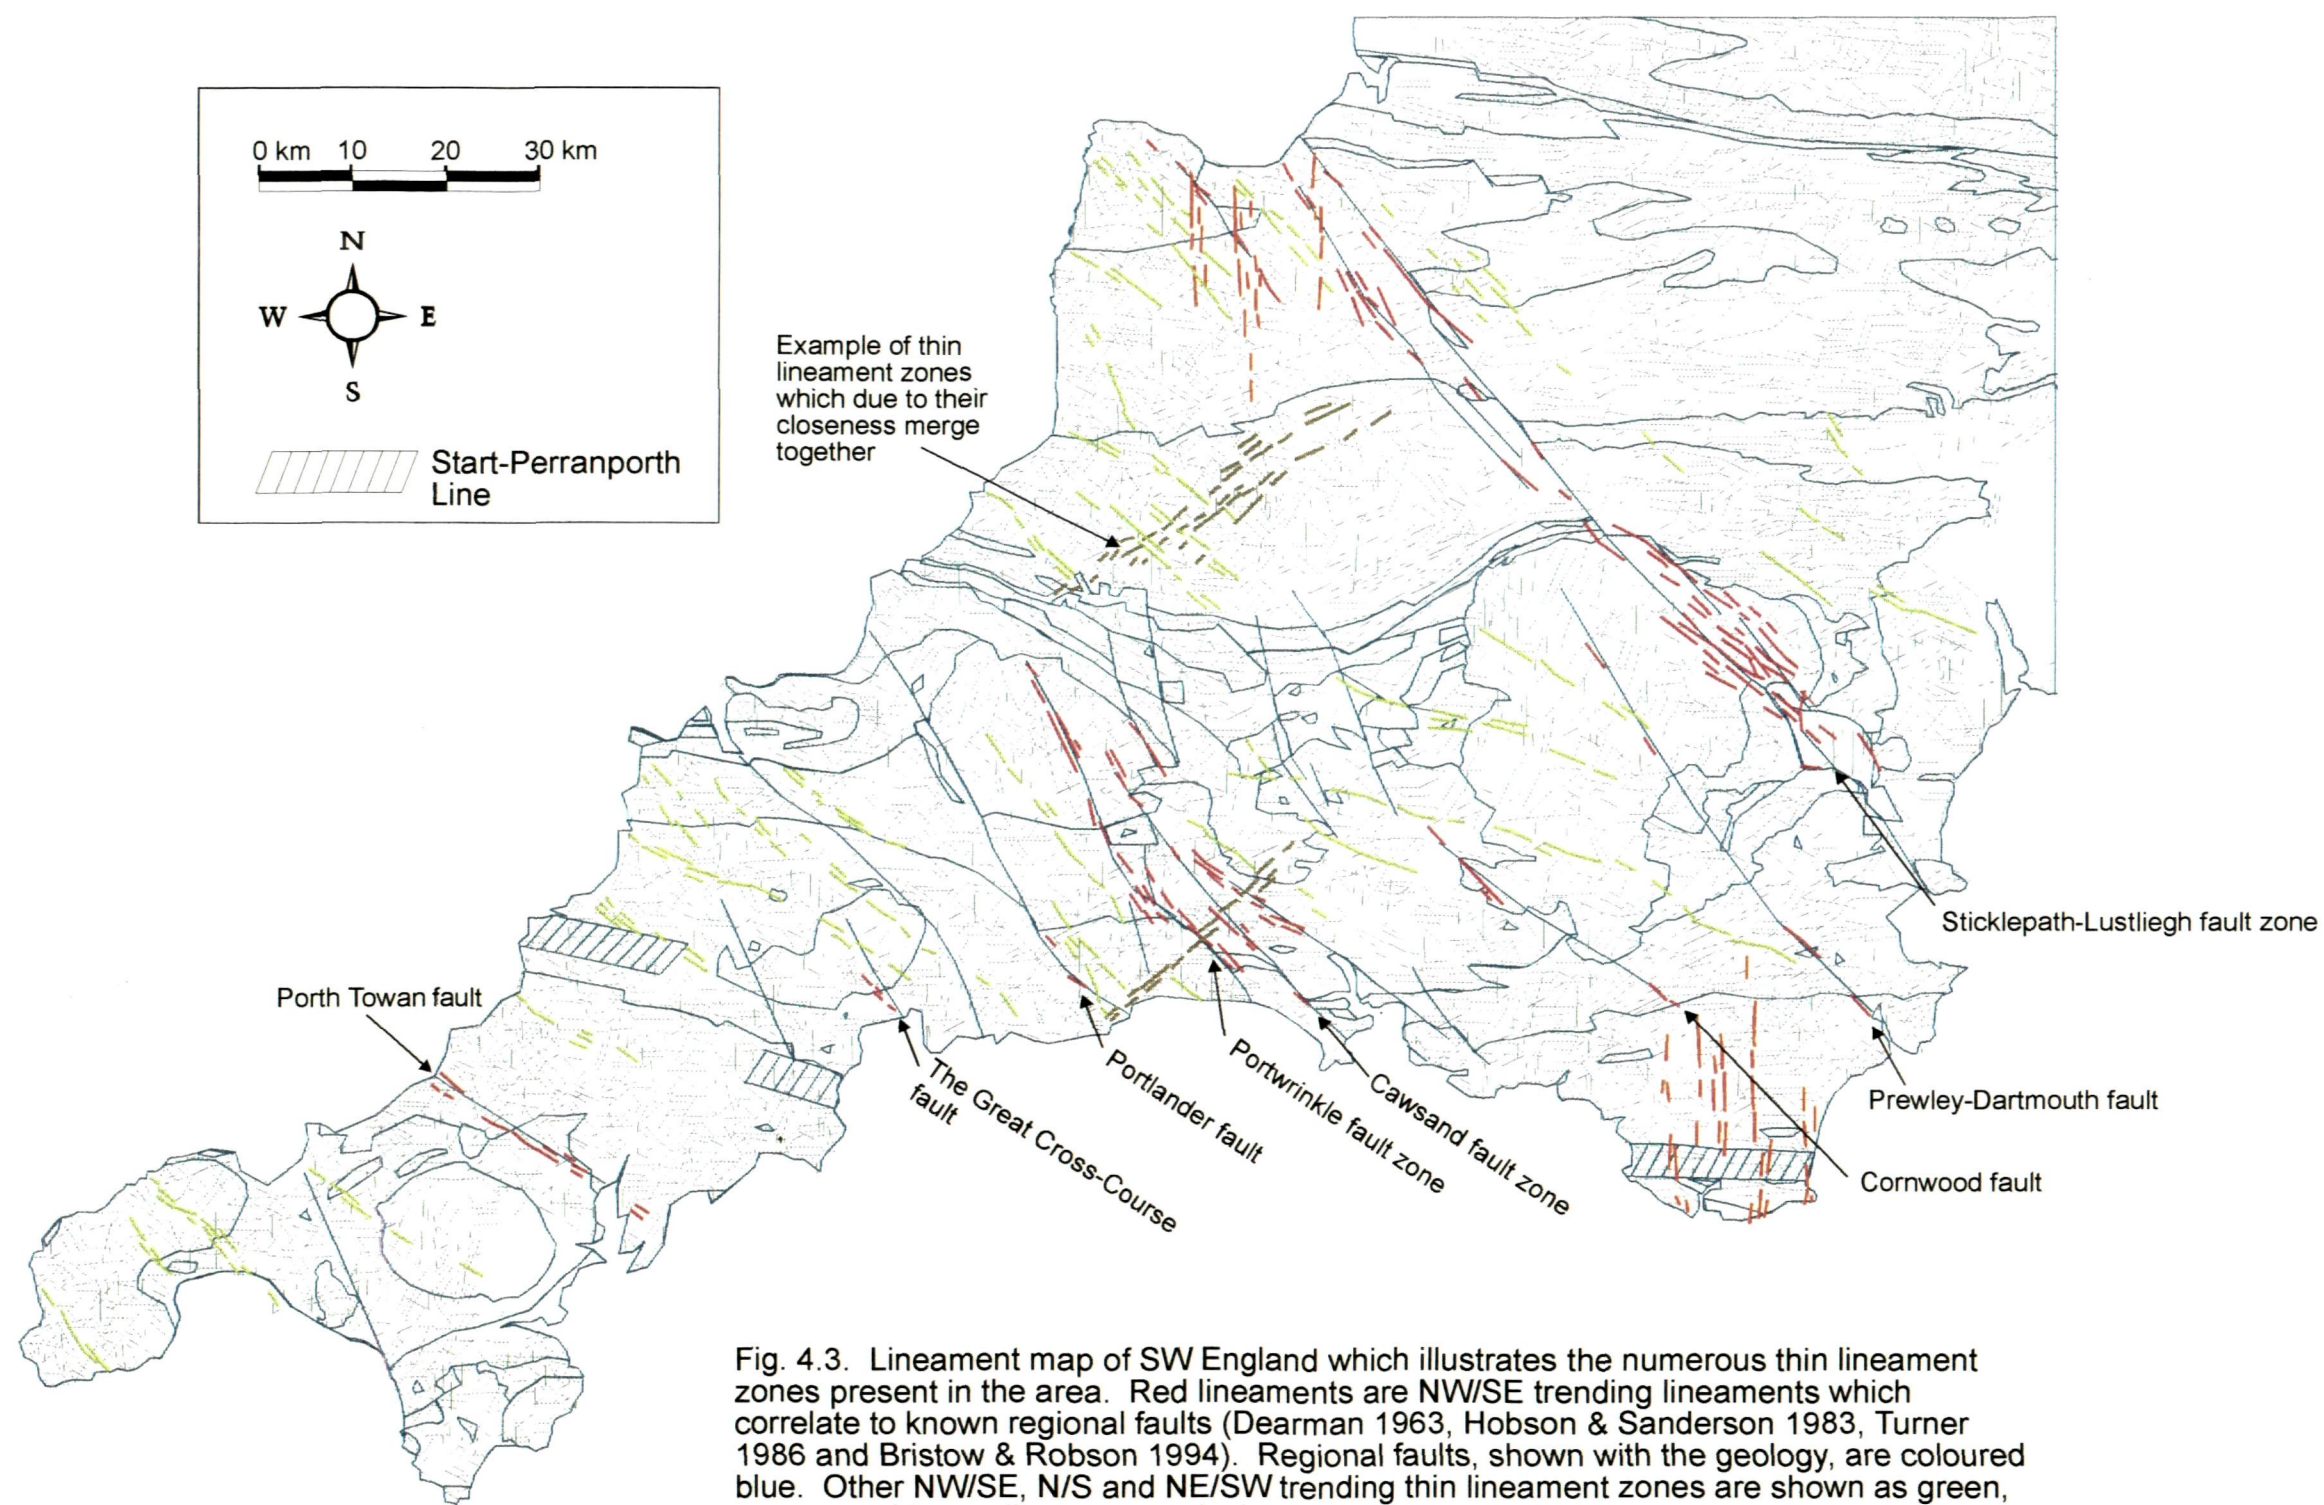 0 km 10 20 30 km
N
W E
S
Start-Perranporth
Line
Example of thin
lineament zones
which due to their
closeness merge
together
Sticklepath-Lustliegh fault zone
Porth Towan fault
The Great Cross-Course
fault
Portlander fault
Portwrinkle fault zone
Cawsand fault zone
Prewley-Dartmouth fault
Cornwood fault
Fig. 4.3. Lineament map of SW England which illustrates the numerous thin lineament
zones present in the area. Red lineaments are NW/SE trending lineaments which
correlate to known regional faults (Dearman 1963, Hobson & Sanderson 1983, Turner
1986 and Bristow & Robson 1994). Regional faults, shown with the geology, are coloured
blue. Other NW/SE, N/S and NE/SW trending thin lineament zones are shown as green,